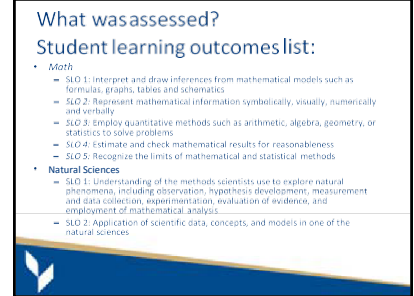 What was assessed?
Student learning outcomes list:
• Math
– SLO 1: Interpret and draw inferences from mathematical models such as
formulas, graphs, tables and schematics
– SLO 2: Represent mathematical information symbolically, visually, numerically
and verbally
– SLO 3: Employ quantitative methods such as arithmetic, algebra, geometry, or
statistics to solve problems
– SLO 4: Estimate and check mathematical results for reasonableness
– SLO 5: Recognize the limits of mathematical and statistical methods
• Natural Sciences
– SLO 1: Understanding of the methods scientists use to explore natural
phenomena, including observation, hypothesis development, measurement
and data collection, experimentation, evaluation of evidence, and
employment of mathematical analysis
– SLO 2: Application of scientific data, concepts, and models in one of the
natural sciences